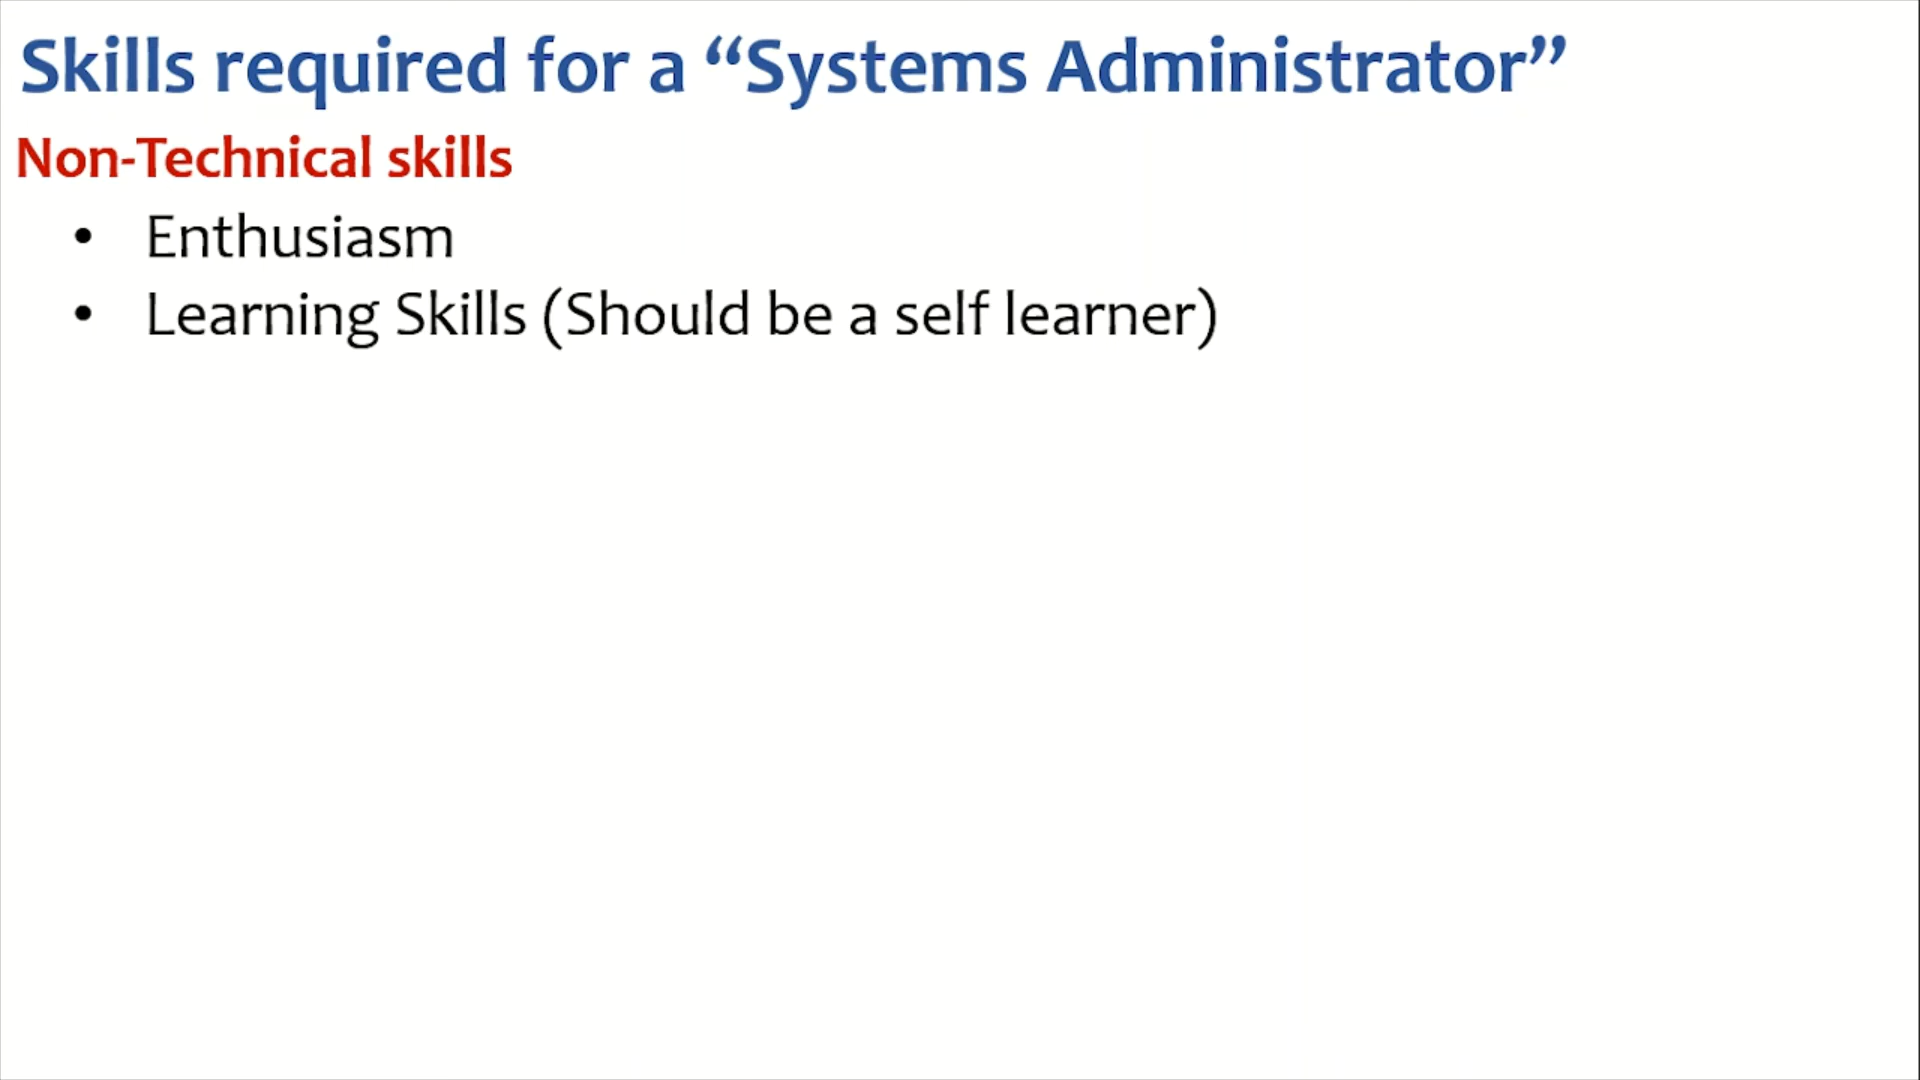 Skills required for a “Systems Administrator”
Non-Technical skills
• Enthusiasm
• Learning Skills (Should be a self learner)